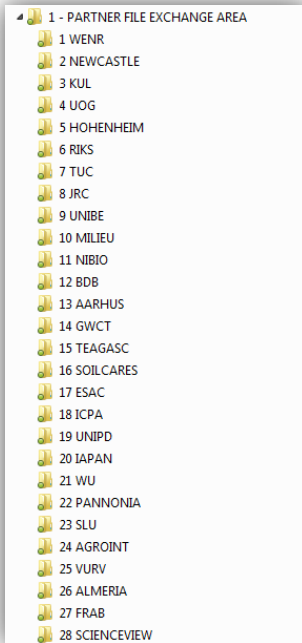 1 - PARTNER FILE EXCHANGE AREA
1 WENR
2 NEWCASTLE
3 KUL
4 UOG
5 HOHENHEIM
6 RIKS
7 TUC
8 JRC
9 UNIBE
10 MILIEU
11 NIBIO
12 BDB
13 AARHUS
14 GWCT
15 TEAGASC
16 SOILCARES
17 ESAC
18 ICPA
19 UNIPD
20 IAPAN
21 WU
22 PANNONIA
23 SLU
24 AGROINT
25 VURV
26 ALMERIA
27 FRAB
28 SCIENCEVIEW